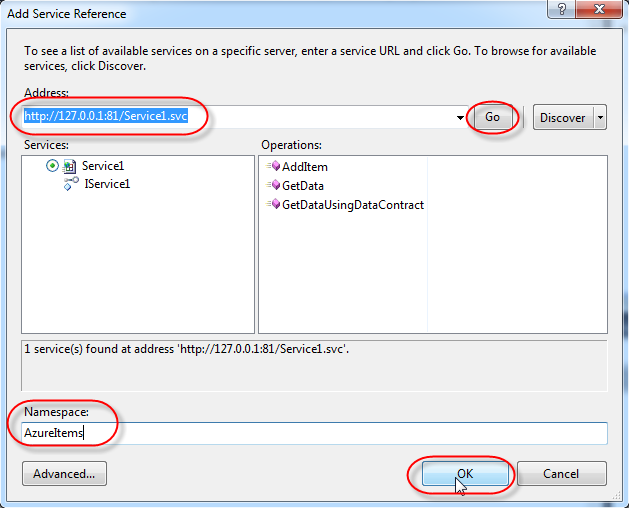 Add Service Reference
To see a list of available services on a specific server, enter a service URL and click Go. To browse for available
services, click Discover.
Address:
http://127.0.0.1:81/Service1.svc
Go
Discover
Services:
Operations:
Service1
IService1
AddItem
GetData
GetDataUsingDataContract
1 service(s) found at address 'http://127.0.0.1:81/Service1.svc'.
Namespace:
AzureItems
Advanced...
OK
Cancel